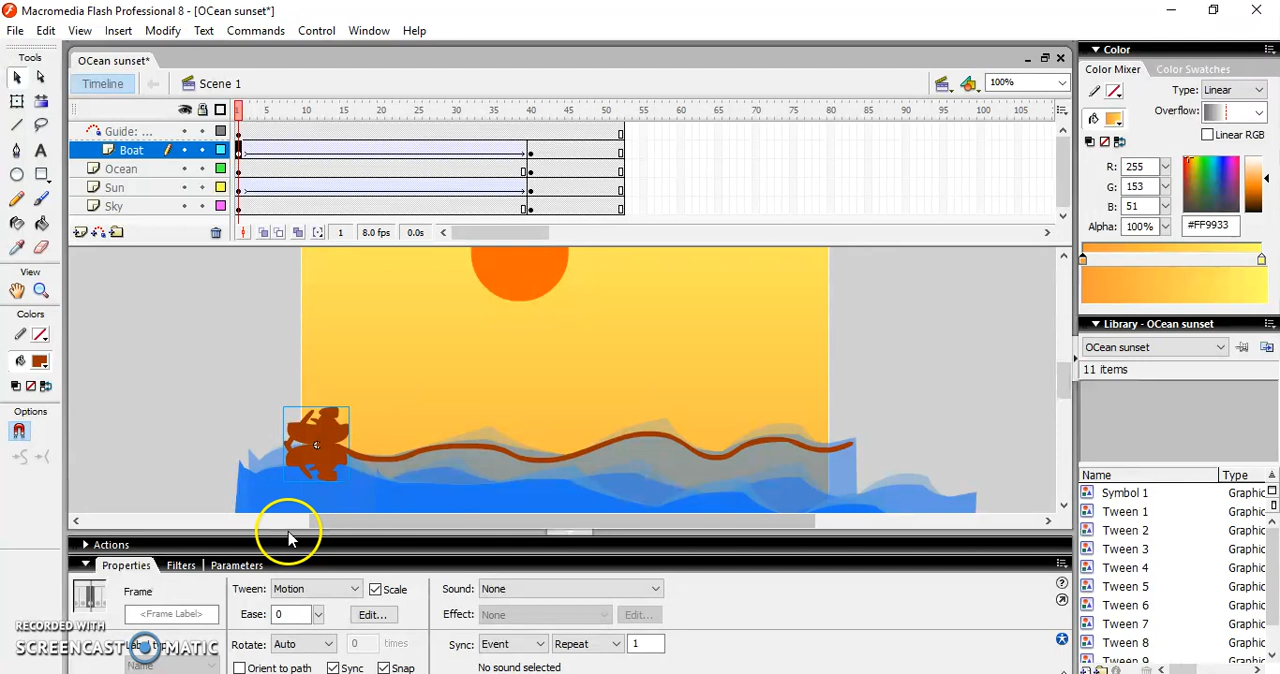 Macromedia Flash Professional 8 - [OCean sunset*]
File Edit View Insert Modify Text Commands Control Window Help
Tools
View
Colors
Options
OCean sunset*
Timeline
Scene 1
100%
5 10 15 20 25 30 35 40 45 50 55 60 65 70 75 80 85 90 95 100 105
Guide: ...
Boat
Ocean
Sun
Sky
1 8.0 fps 0.0s
Color
Color Mixer Color Swatches
Type: Linear
Overflow:
Linear RGB
R: 255
G: 153
B: 51
Alpha: 100% #FF9933
Library - OCean sunset
OCean sunset
11 items
Name Type
Symbol 1 Graphic
Tween 1 Graphic
Tween 2 Graphic
Tween 3 Graphic
Tween 4 Graphic
Tween 5 Graphic
Tween 6 Graphic
Tween 7 Graphic
Tween 8 Graphic
Tween 9 Graphic
Actions
Properties Filters Parameters
Frame
<Frame Label>
Label type:
Name
Tween: Motion Scale
Ease: 0 Edit...
Rotate: Auto 0 times
Orient to path Sync Snap
Sound: None
Effect: None Edit...
Sync: Event Repeat 1
No sound selected
RECORDED WITH
SCREENCAST-O-MATIC